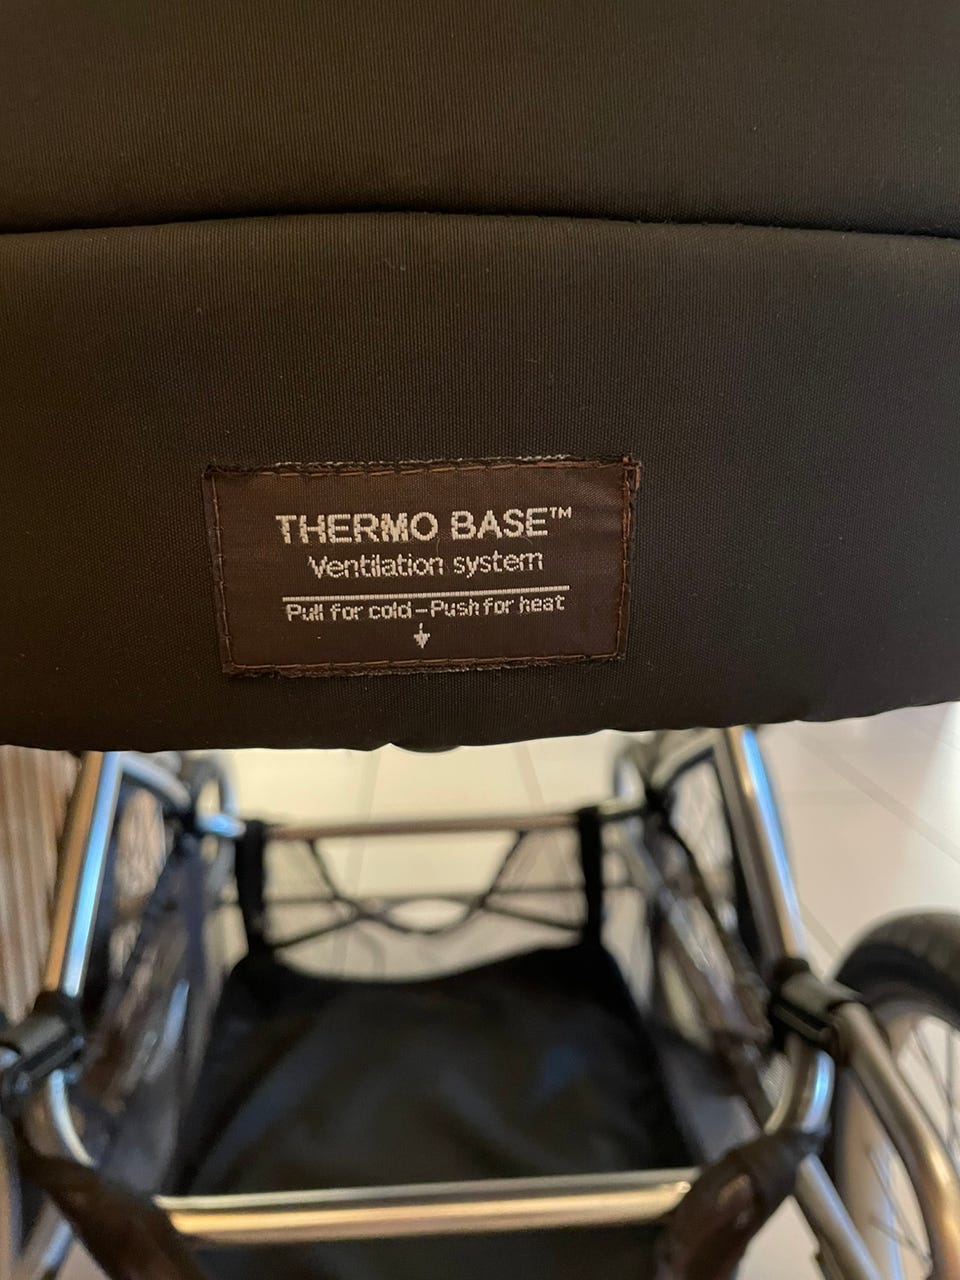 THERMO BASE™
Ventilation system
Pull for cold - Push for heat